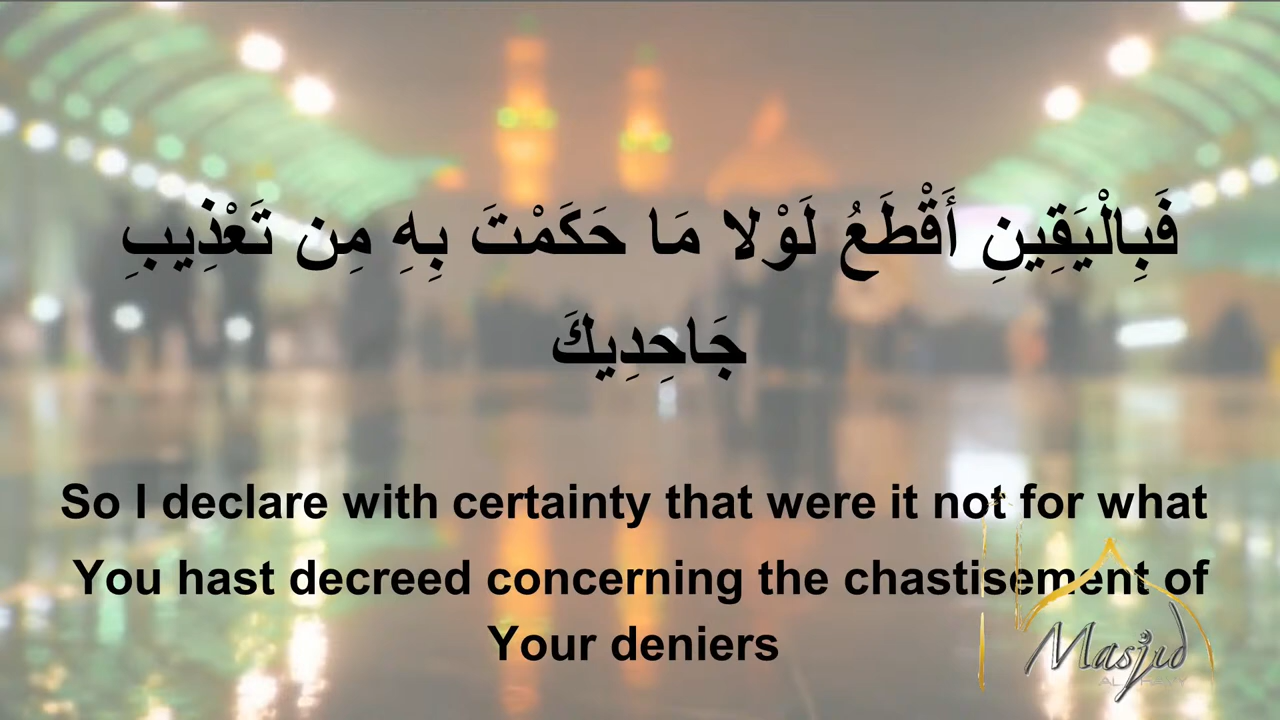 فَبِالْيَقِينِ أَقْطَعُ لَوْلا مَا حَكَمْتَ بِهِ مِن تَعْذِيبِ
جَاحِدِيكَ
So I declare with certainty that were it not for what
You hast decreed concerning the chastisement of
Your deniers
Masjid